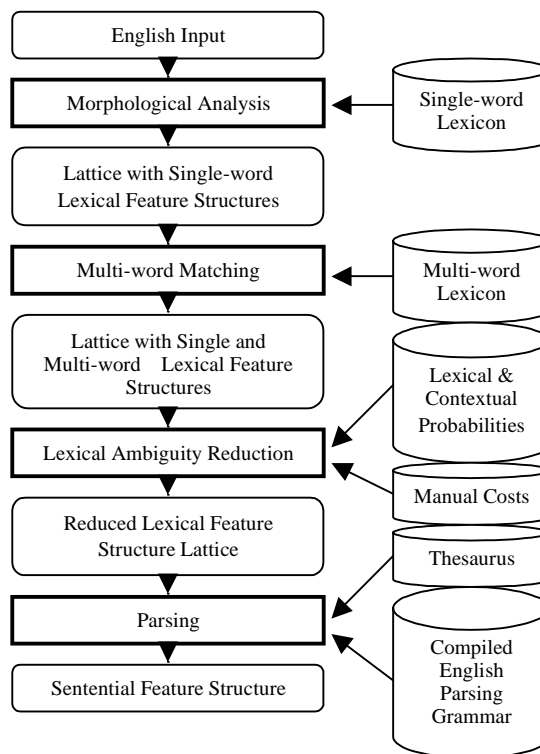 English Input
Morphological Analysis
Single-word
Lexicon
Lattice with Single-word
Lexical Feature Structures
Multi-word Matching
Multi-word
Lexicon
Lattice with Single and
Multi-word Lexical Feature
Structures
Lexical &
Contextual
Probabilities
Lexical Ambiguity Reduction
Manual Costs
Reduced Lexical Feature
Structure Lattice
Thesaurus
Parsing
Compiled
English
Parsing
Grammar
Sentential Feature Structure